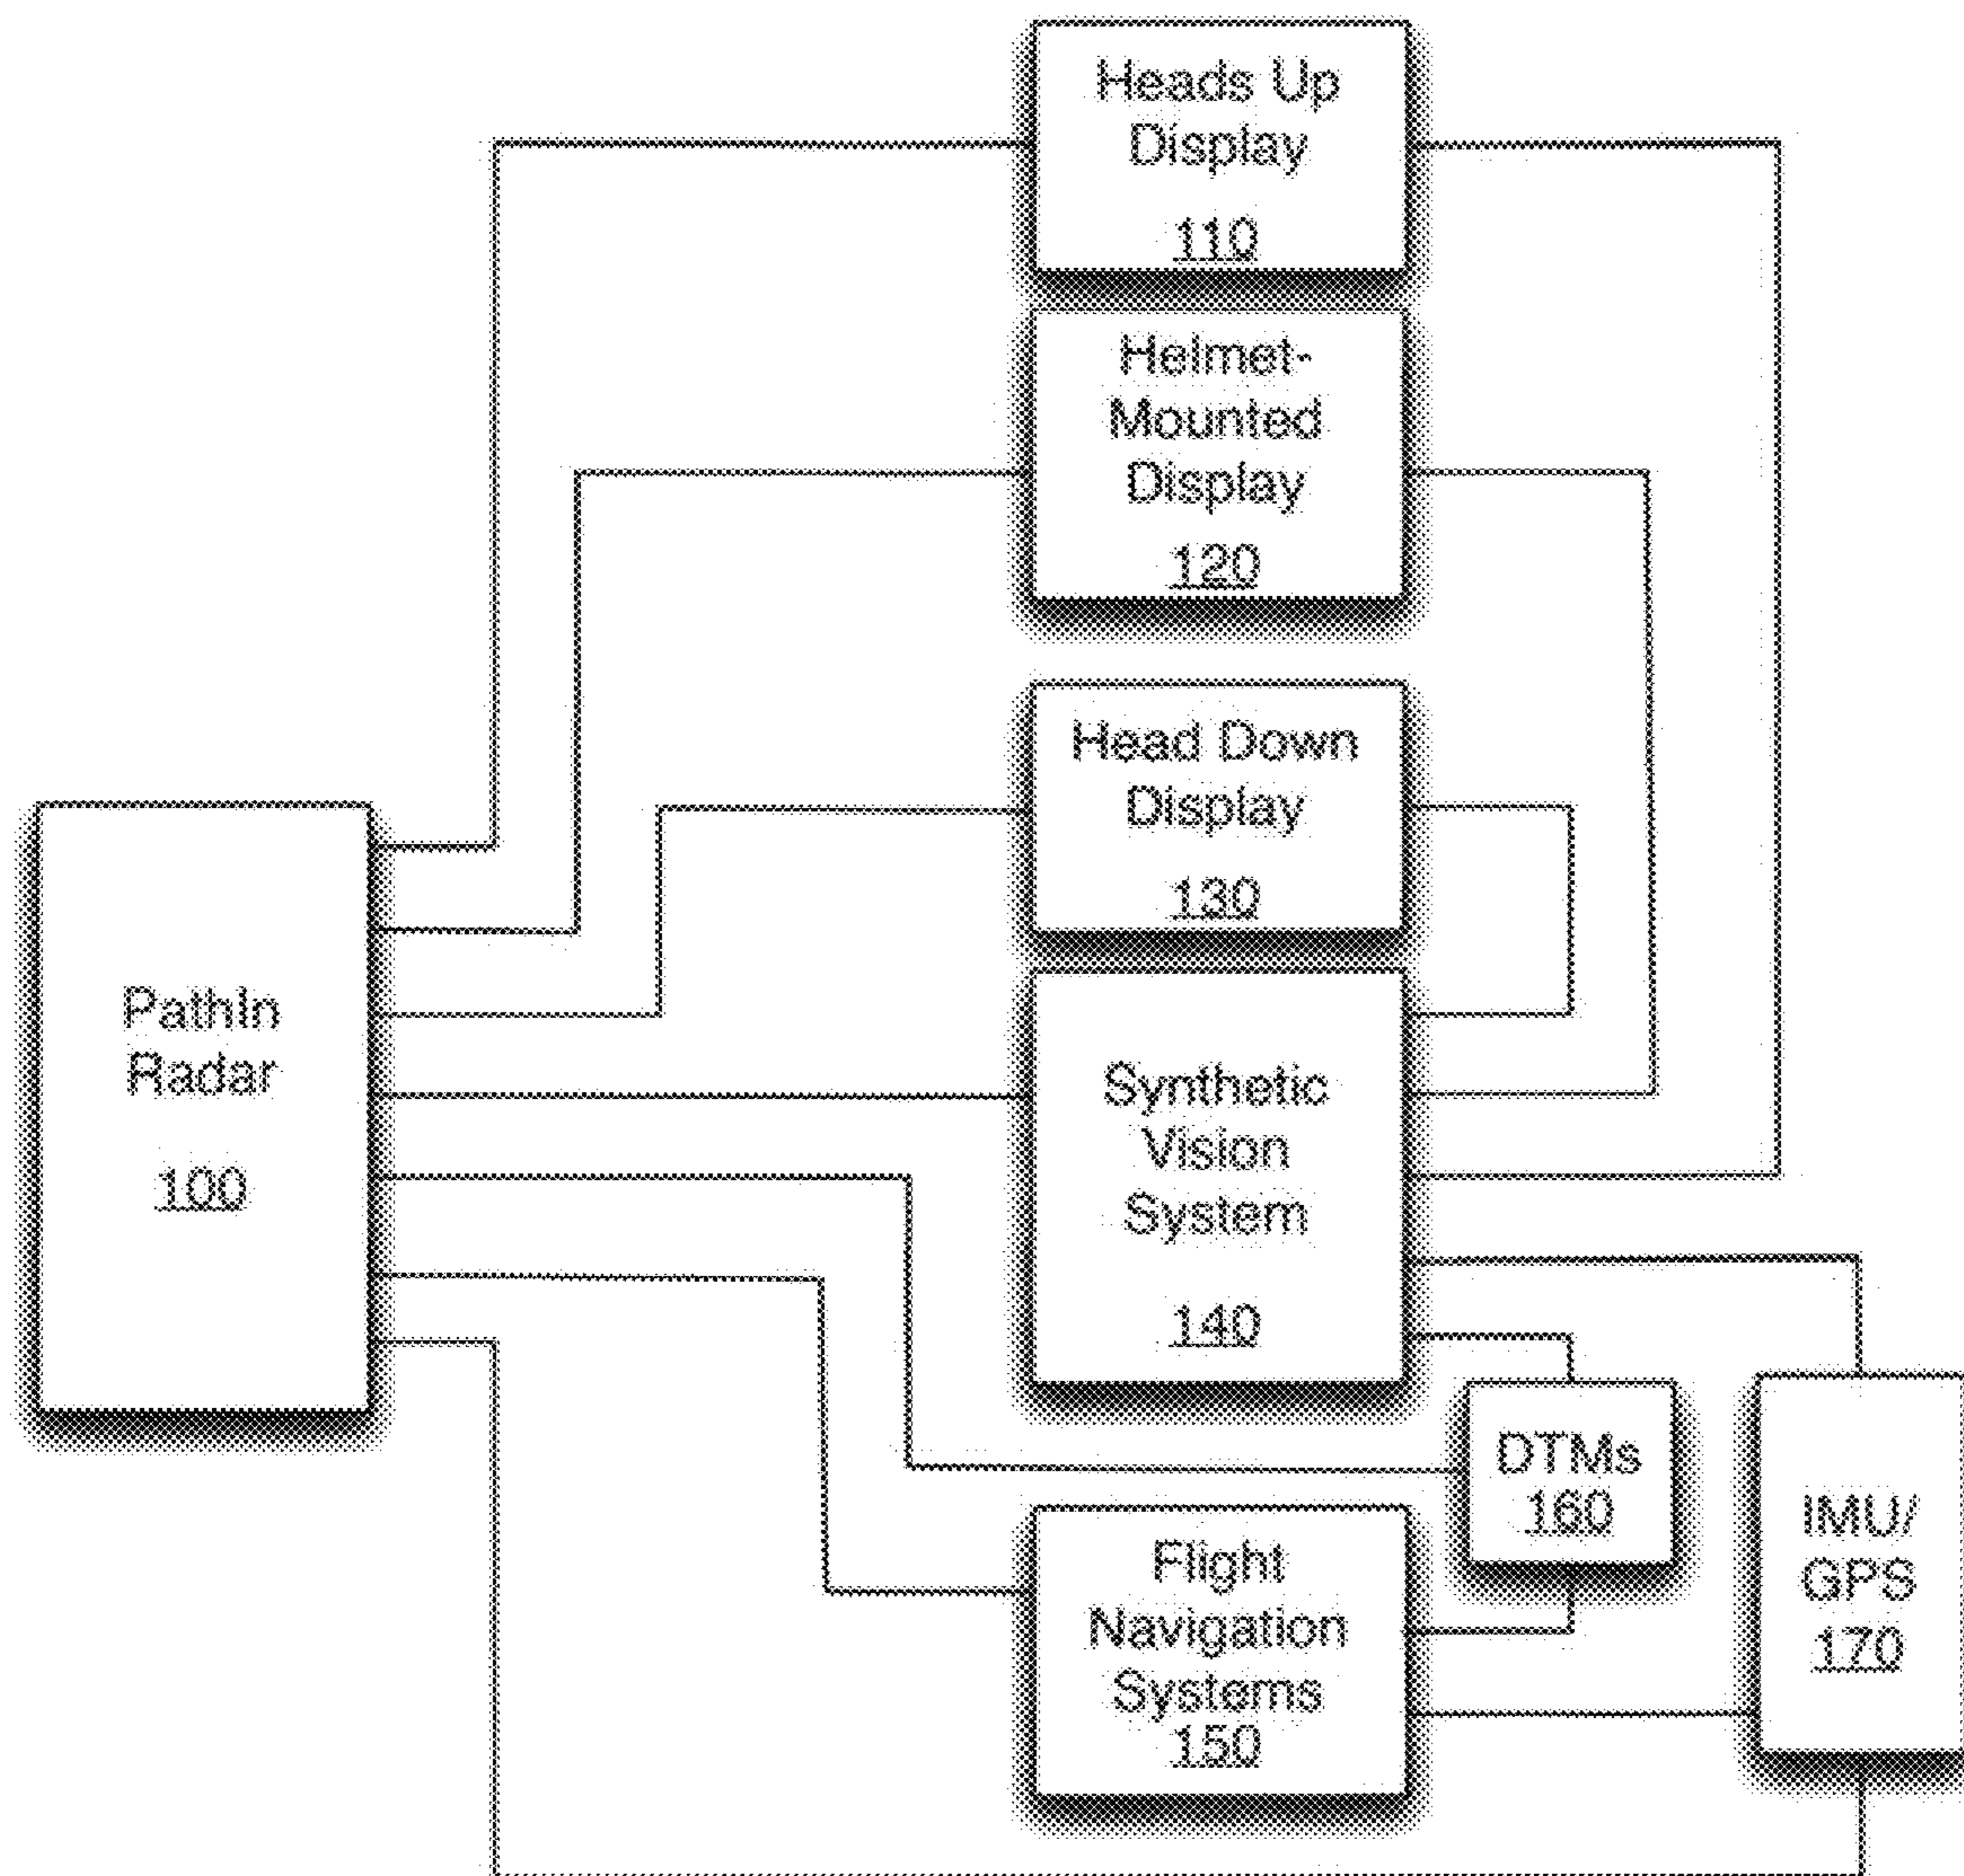 Heads Up
Display
110
Helmet-
Mounted
Display
120
Head Down
Display
130
PathIn
Radar
100
Synthetic
Vision
System
140
DTMs
160
IMU/
GPS
170
Flight
Navigation
Systems
150